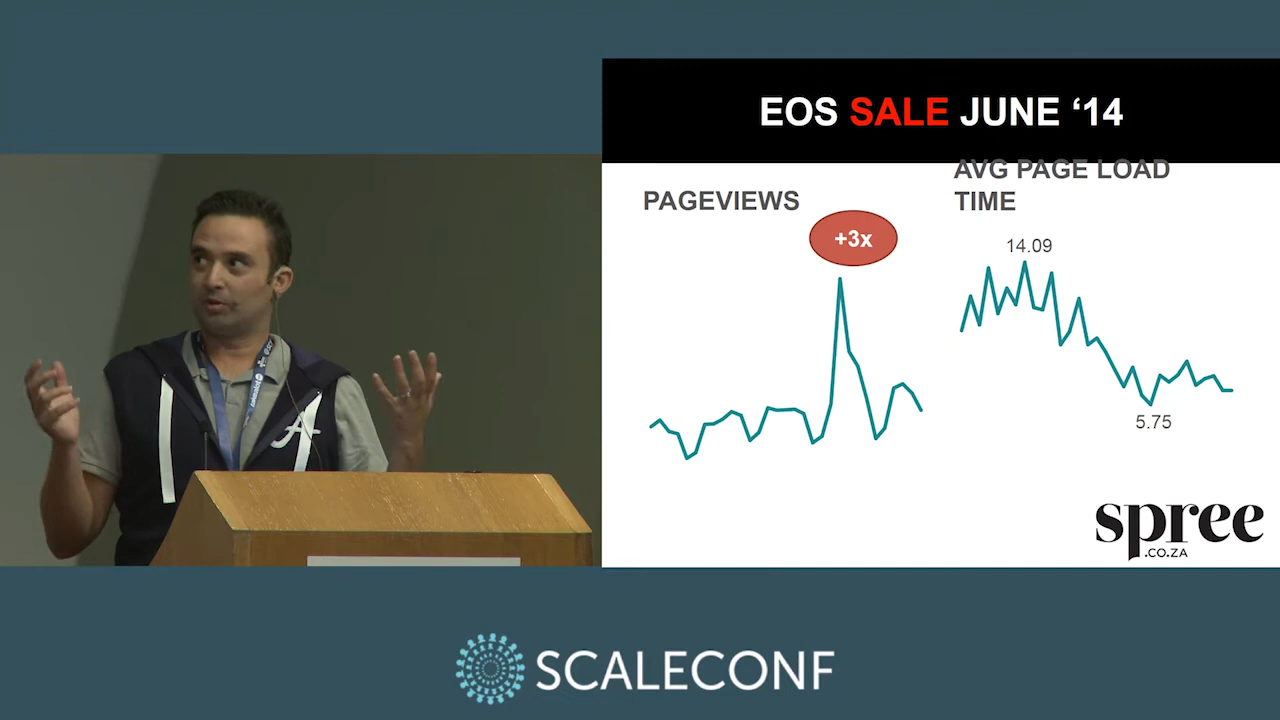 EOS SALE JUNE ‘14
PAGEVIEWS
+3x
AVG PAGE LOAD
TIME
14.09
5.75
spree
.CO.ZA
SCALECONF